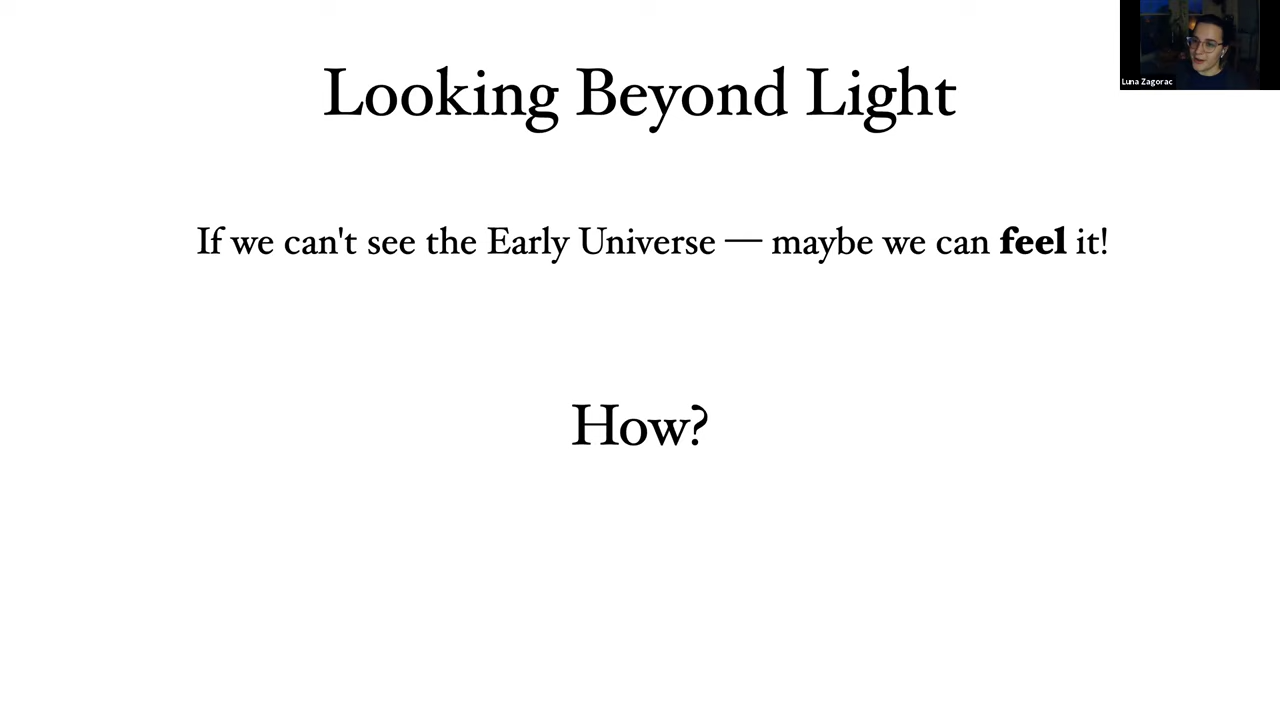 Looking Beyond Light
Luna Zagorac
If we can't see the Early Universe — maybe we can feel it!
How?